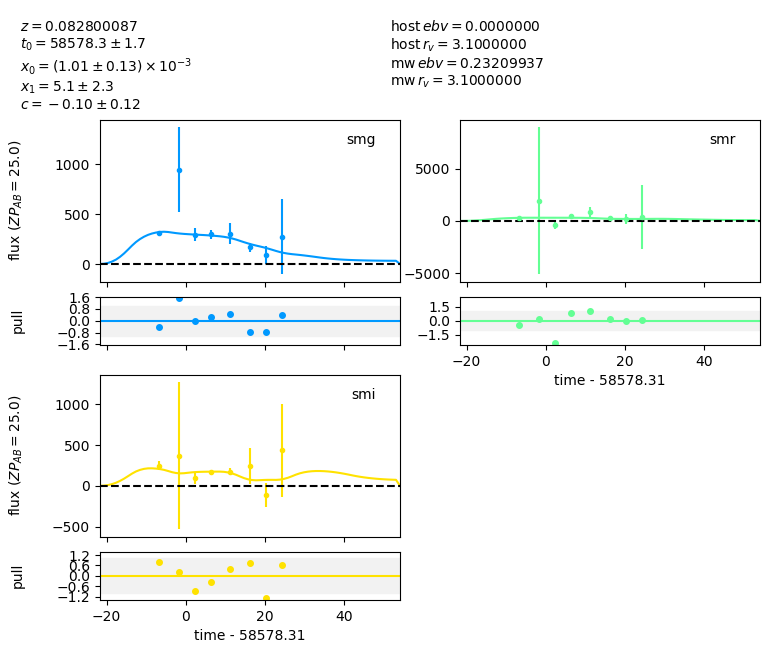 z = 0.082800087
t₀ = 58578.3 ± 1.7
x₀ = (1.01 ± 0.13) × 10⁻³
x₁ = 5.1 ± 2.3
c = −0.10 ± 0.12
host ebv = 0.0000000
host r_v = 3.1000000
mw ebv = 0.23209937
mw r_v = 3.1000000
flux (ZP_AB = 25.0)
1000
500
0
smg
5000
0
−5000
smr
pull
1.6
0.8
0.0
−0.8
−1.6
1.5
0.0
−1.5
−20
0
20
40
time - 58578.31
flux (ZP_AB = 25.0)
1000
500
0
−500
smi
pull
1.2
0.6
0.0
−0.6
−1.2
−20
0
20
40
time - 58578.31